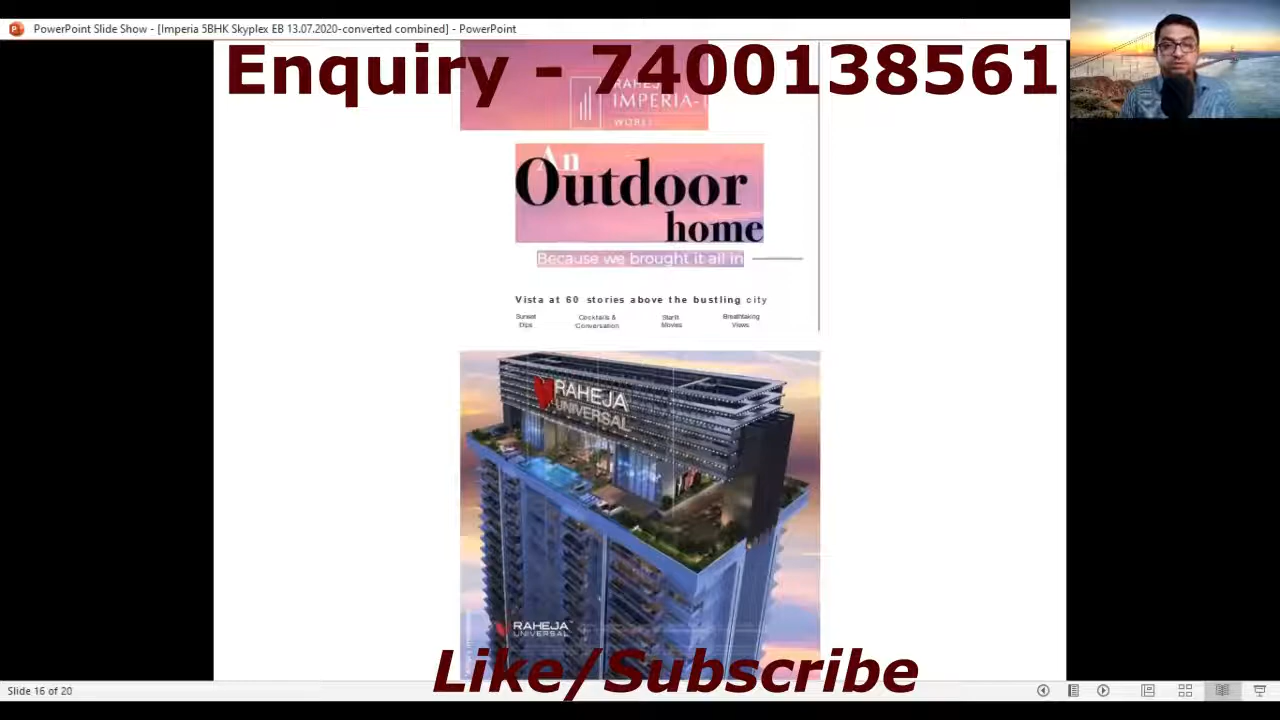 PowerPoint Slide Show - [Imperia 5BHK Skyplex EB 13.07.2020-converted combined] - PowerPoint
Enquiry - 7400138561
RAHEJA
IMPERIA-I
WORLI
An
Outdoor
home
Because we brought it all in
Vista at 60 stories above the bustling city
Sunset Dips
Cocktails & Conversation
Starlit Movies
Breathtaking Views
RAHEJA
UNIVERSAL
RAHEJA
UNIVERSAL
Like/Subscribe
Slide 16 of 20